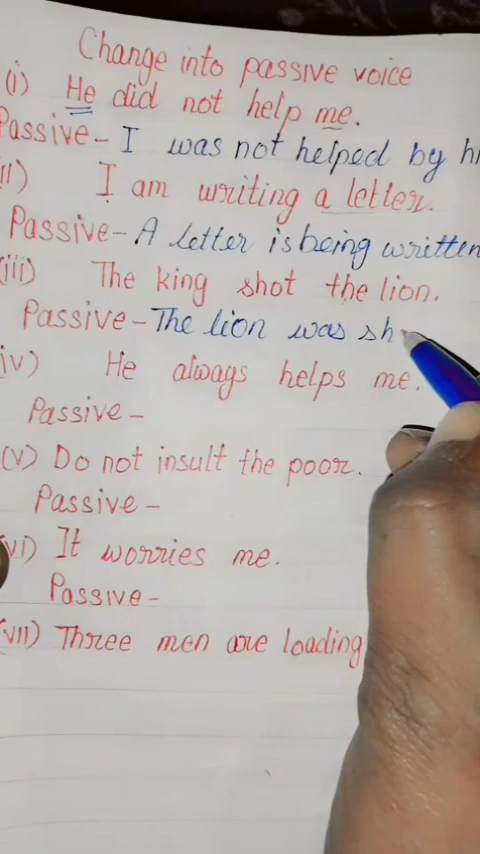 Change into passive voice
(i) He did not help me.
Passive - I was not helped by
(ii) I am writing a letter.
Passive - A letter is being written
(iii) The king shot the lion.
Passive - The lion was sh
(iv) He always helps me.
Passive -
(v) Do not insult the poor.
Passive -
(vi) It worries me.
Passive -
(vii) Three men are loading